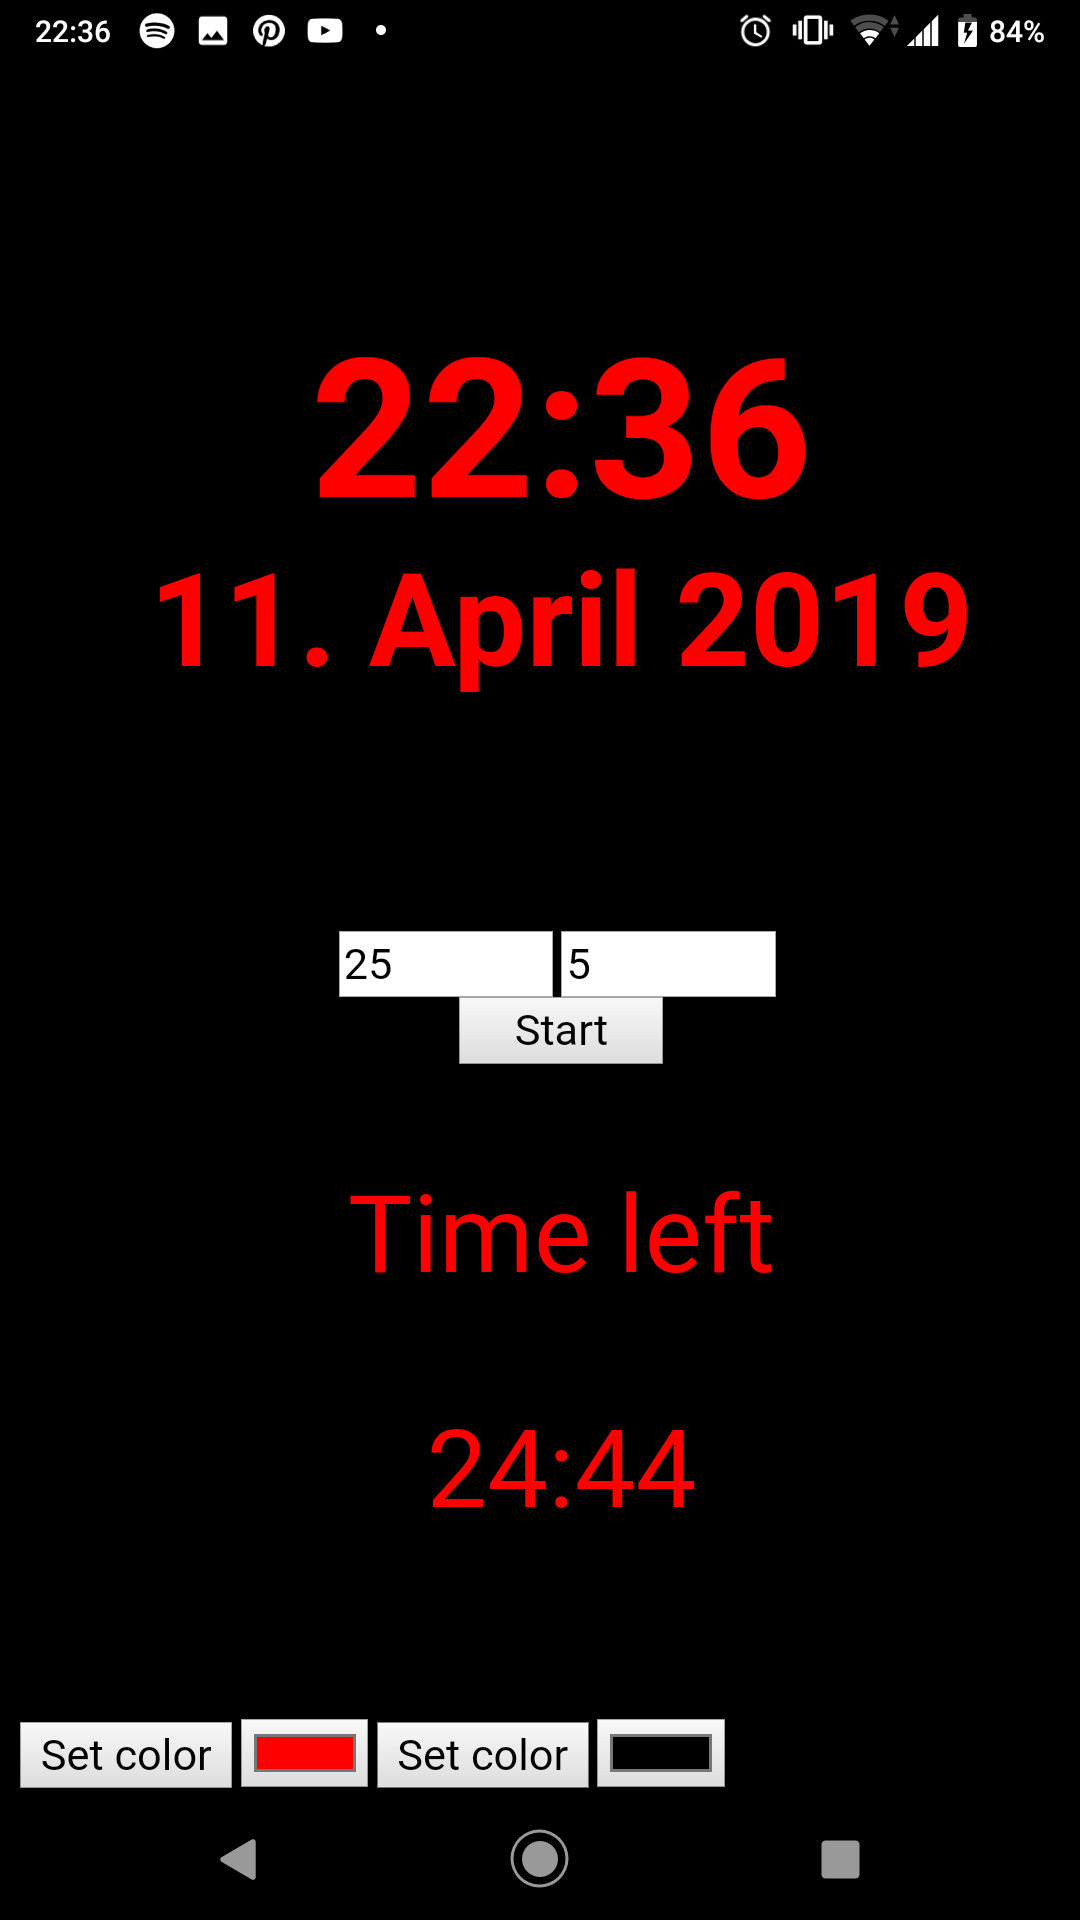 22:36 84%
22:36
11. April 2019
25 5
Start
Time left
24:44
Set color Set color